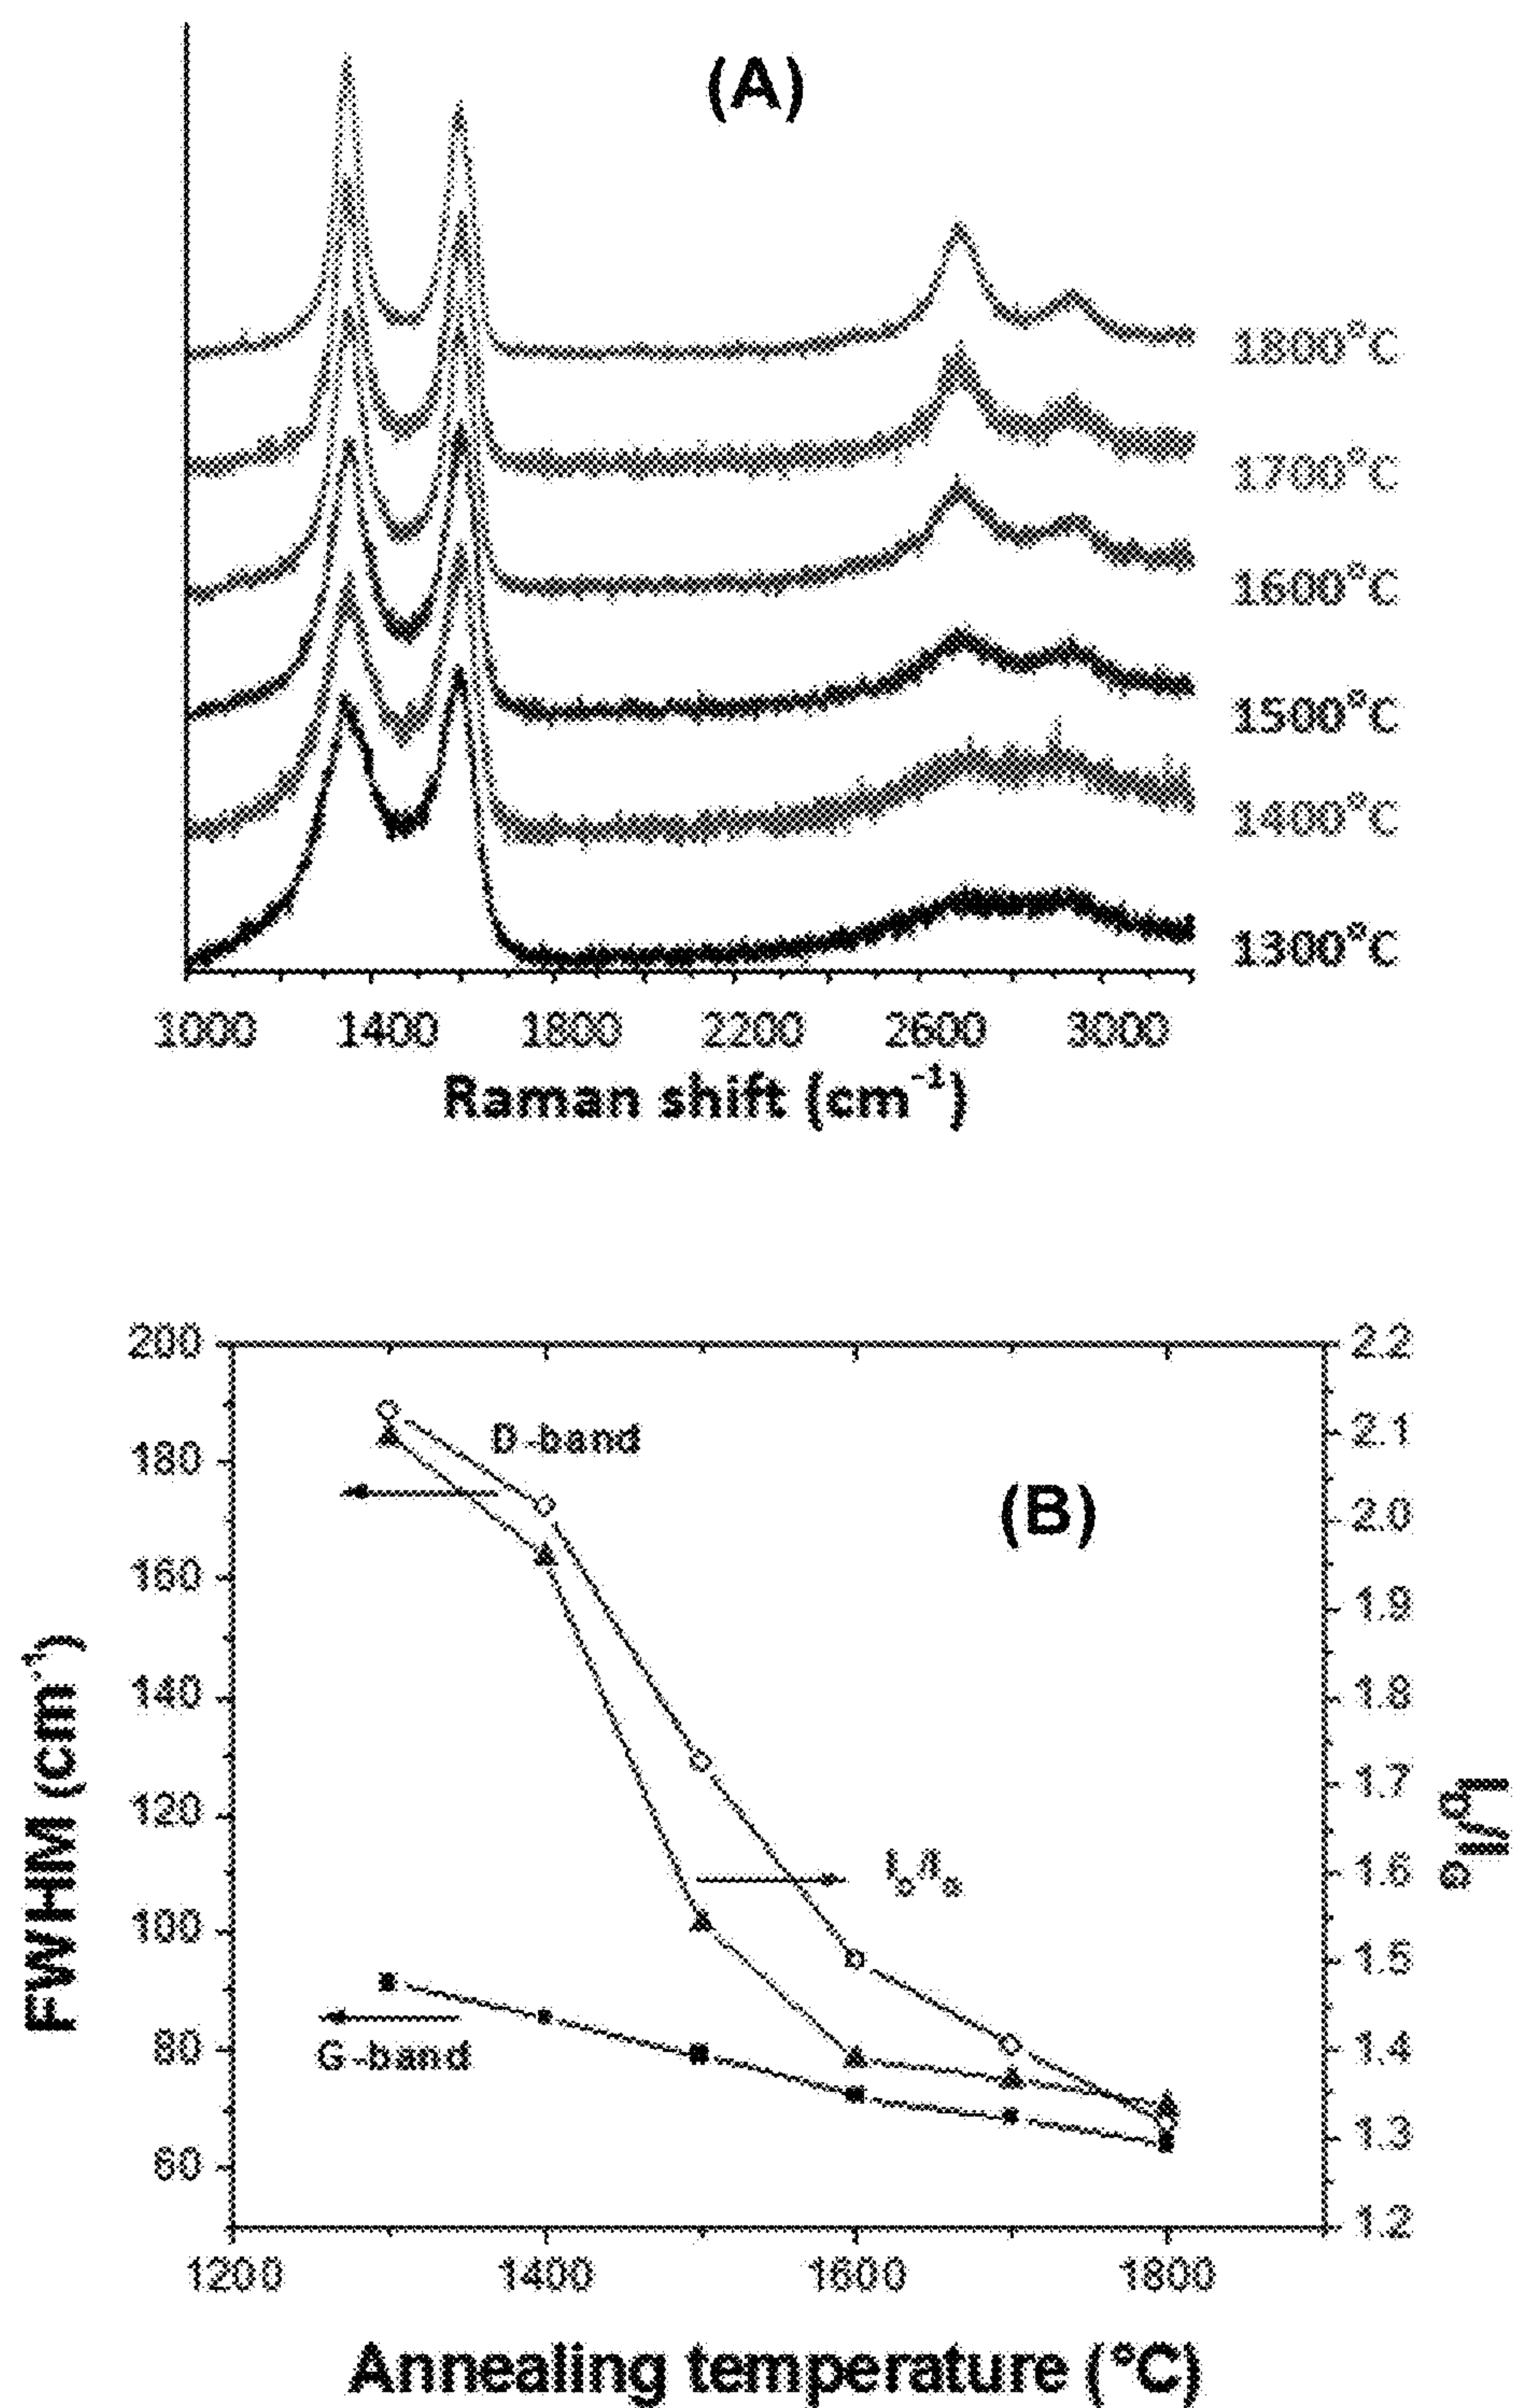 (A)
1800°C
1700°C
1600°C
1500°C
1400°C
1300°C
1000 1400 1800 2200 2600 3000
Raman shift (cm-1)
200
180
160
140
120
100
80
60
FWHM (cm-1)
D-band
(B)
ID/IG
G-band
2.2
2.1
2.0
1.9
1.8
1.7
1.6
1.5
1.4
1.3
1.2
ID/IG
1200 1400 1600 1800
Annealing temperature (°C)